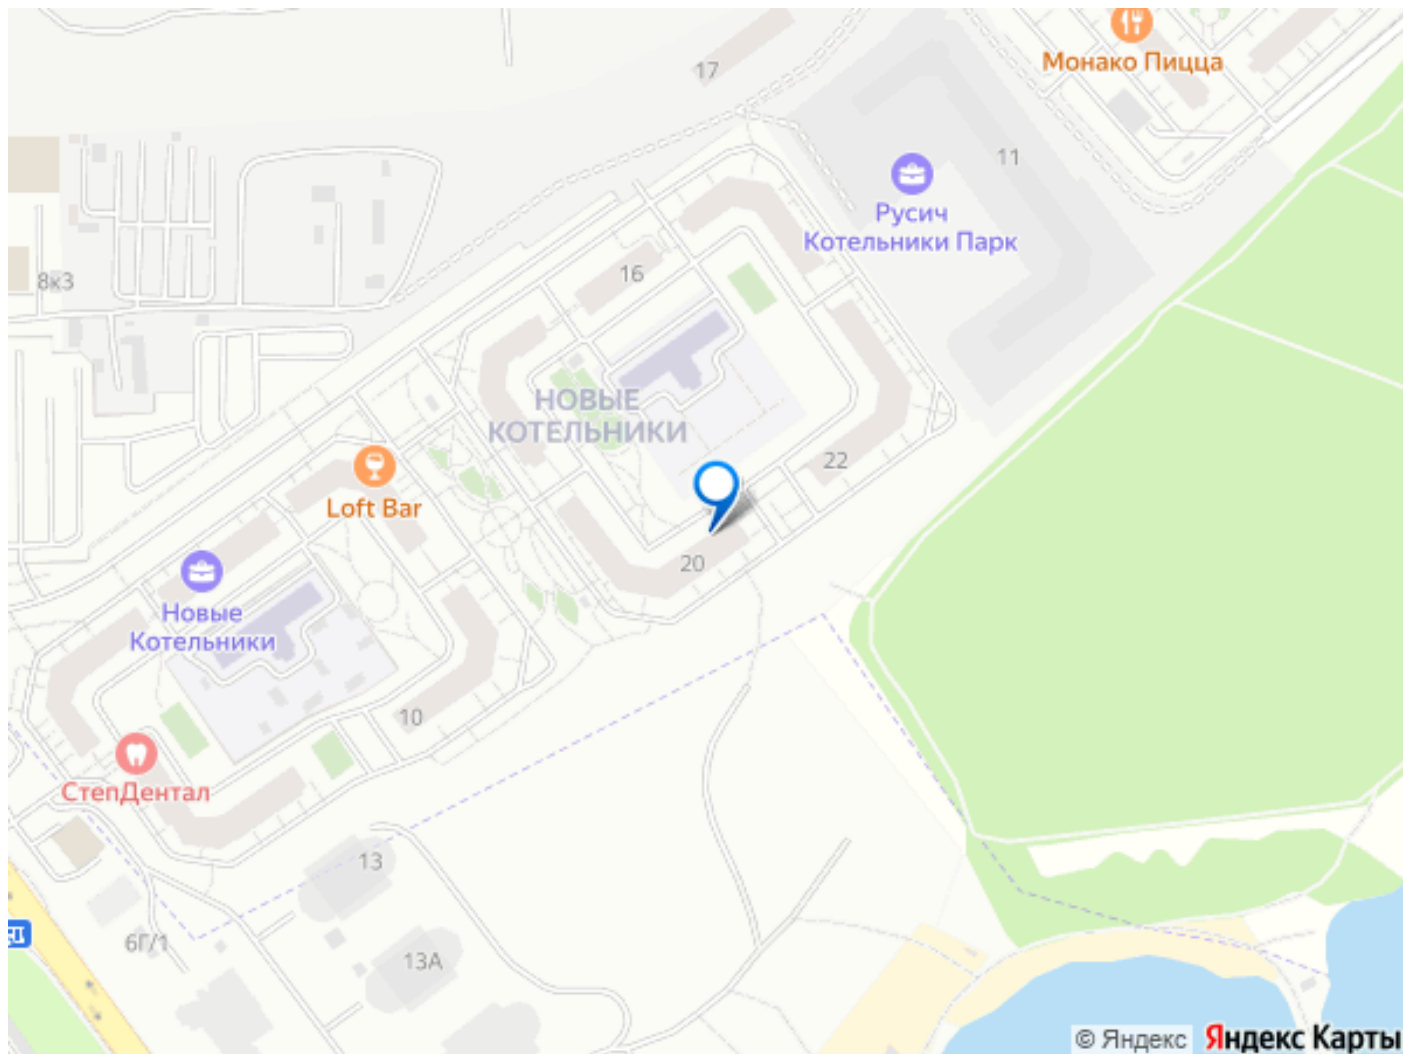 Монако Пицца
17
11
Русич
Котельники Парк
16
8к3
НОВЫЕ
КОТЕЛЬНИКИ
22
Loft Bar
20
Новые
Котельники
10
СтепДентал
13
6Г/1
13А
© Яндекс Яндекс Карты